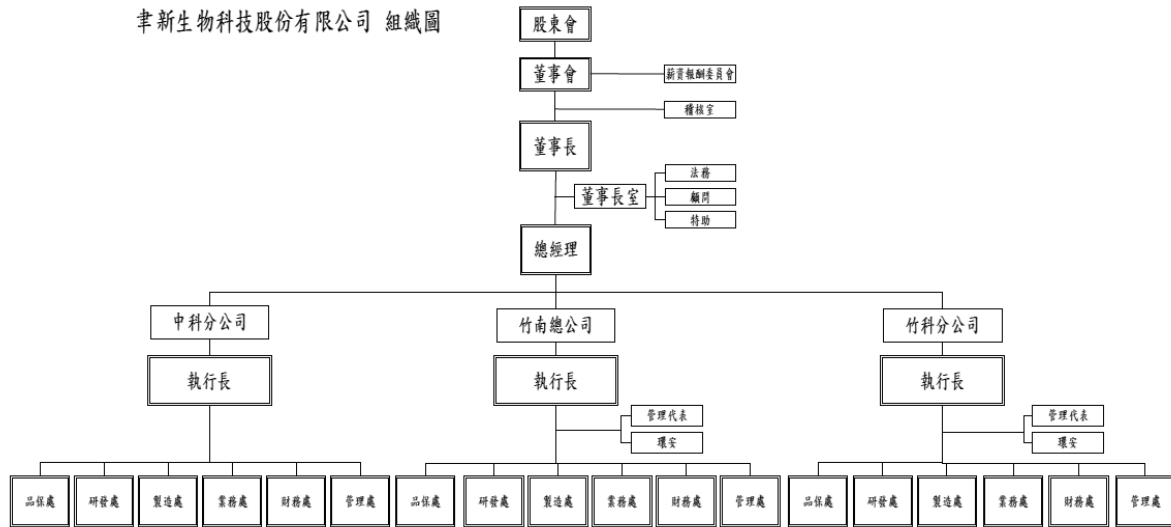 聿新生物科技股份有限公司 組織圖
股東會
董事會
薪資報酬委員會
稽核室
董事長
董事長室
法務
顧問
特助
總經理
中科分公司
竹南總公司
竹科分公司
執行長
執行長
執行長
管理代表
環安
管理代表
環安
品保處
研發處
製造處
業務處
財務處
管理處
品保處
研發處
製造處
業務處
財務處
管理處
品保處
研發處
製造處
業務處
財務處
管理處